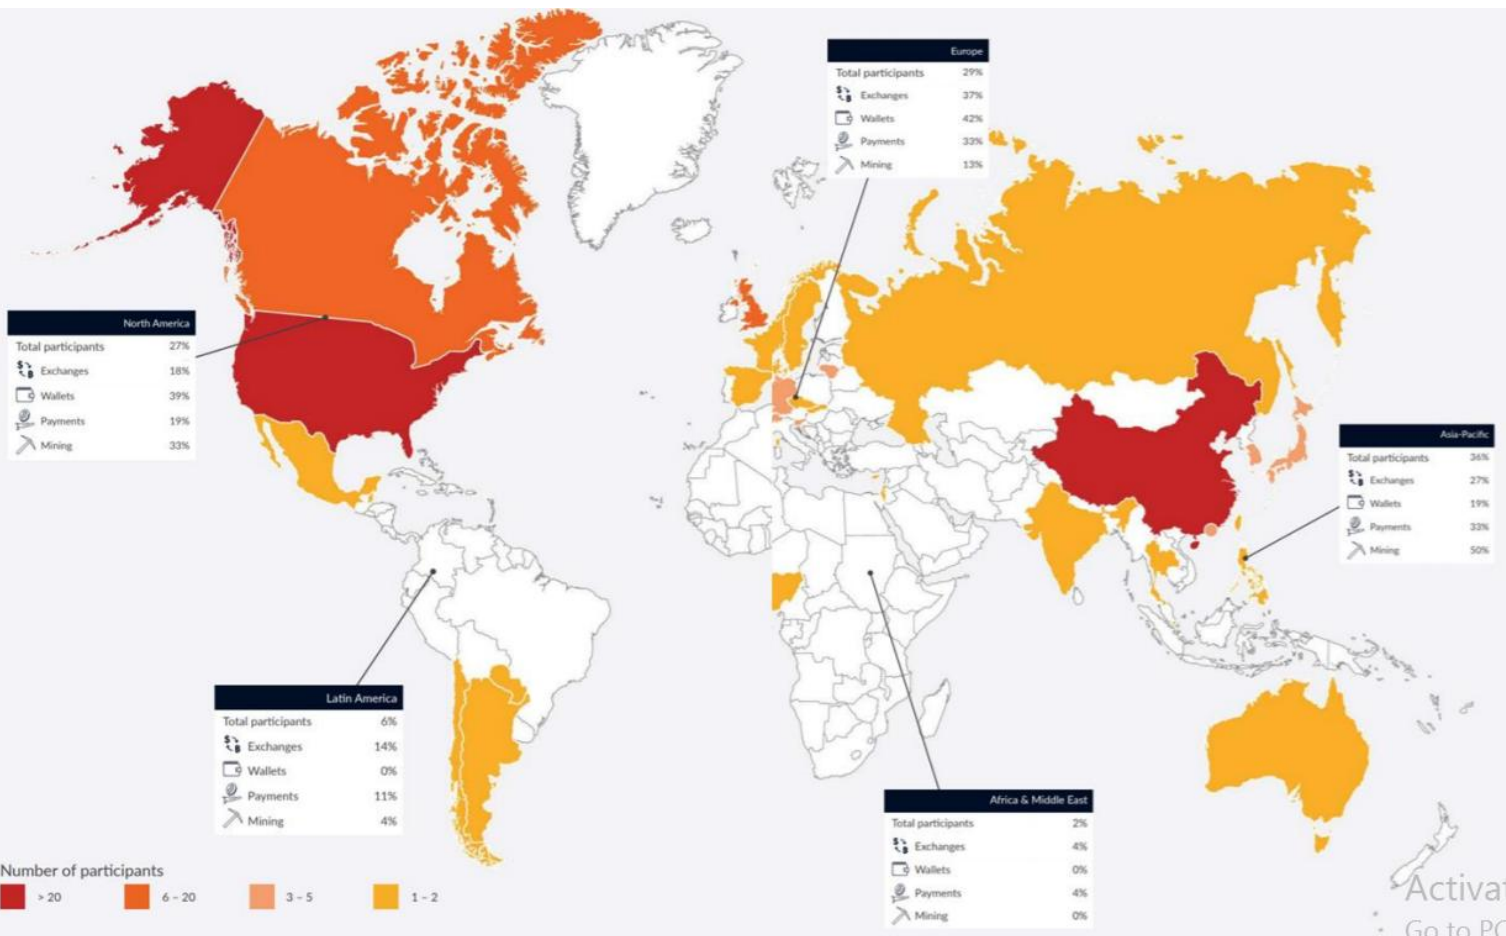 Europe
Total participants 29%
Exchanges 37%
Wallets 42%
Payments 33%
Mining 13%
North America
Total participants 27%
Exchanges 18%
Wallets 39%
Payments 19%
Mining 33%
Asia-Pacific
Total participants 36%
Exchanges 27%
Wallets 19%
Payments 33%
Mining 50%
Latin America
Total participants 6%
Exchanges 14%
Wallets 0%
Payments 11%
Mining 4%
Africa & Middle East
Total participants 2%
Exchanges 4%
Wallets 0%
Payments 4%
Mining 0%
Number of participants
> 20 6 – 20 3 – 5 1 – 2
Activa
Go to PC